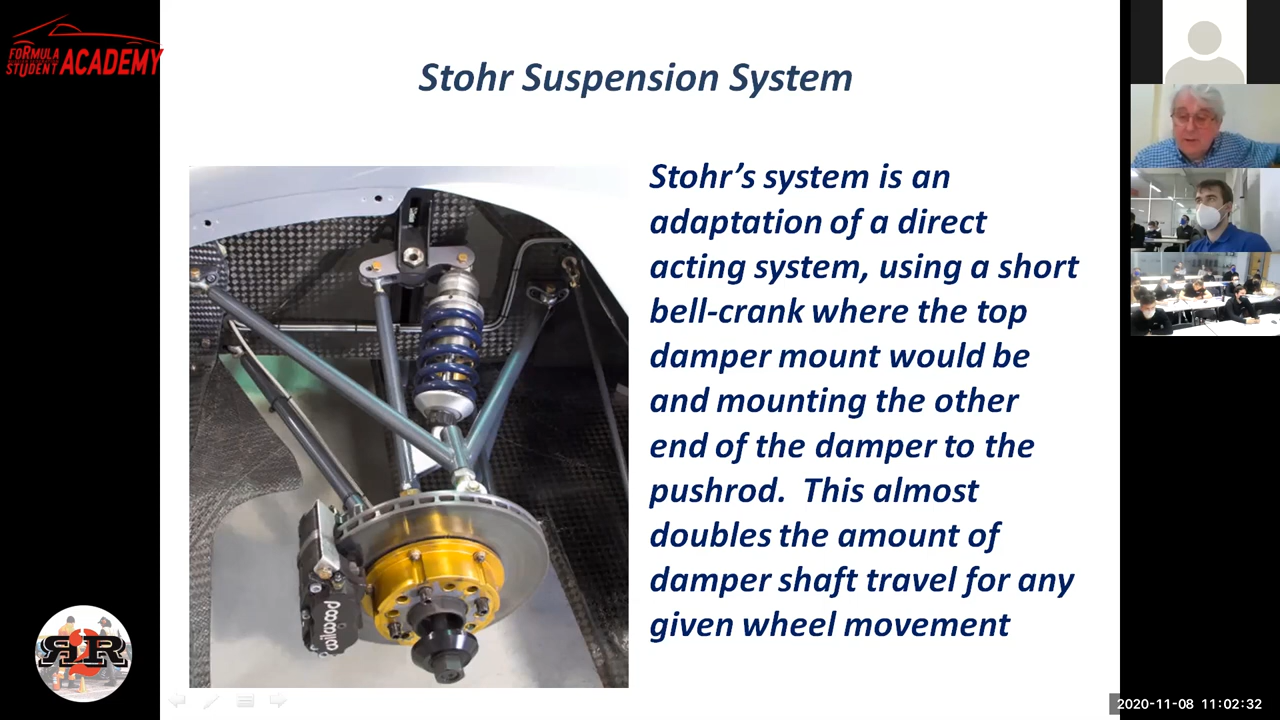 FORMULA
STUDENT ACADEMY
Stohr Suspension System
Stohr’s system is an
adaptation of a direct
acting system, using a short
bell-crank where the top
damper mount would be
and mounting the other
end of the damper to the
pushrod.  This almost
doubles the amount of
damper shaft travel for any
given wheel movement
wilwood
R2R
2020-11-08 11:02:32